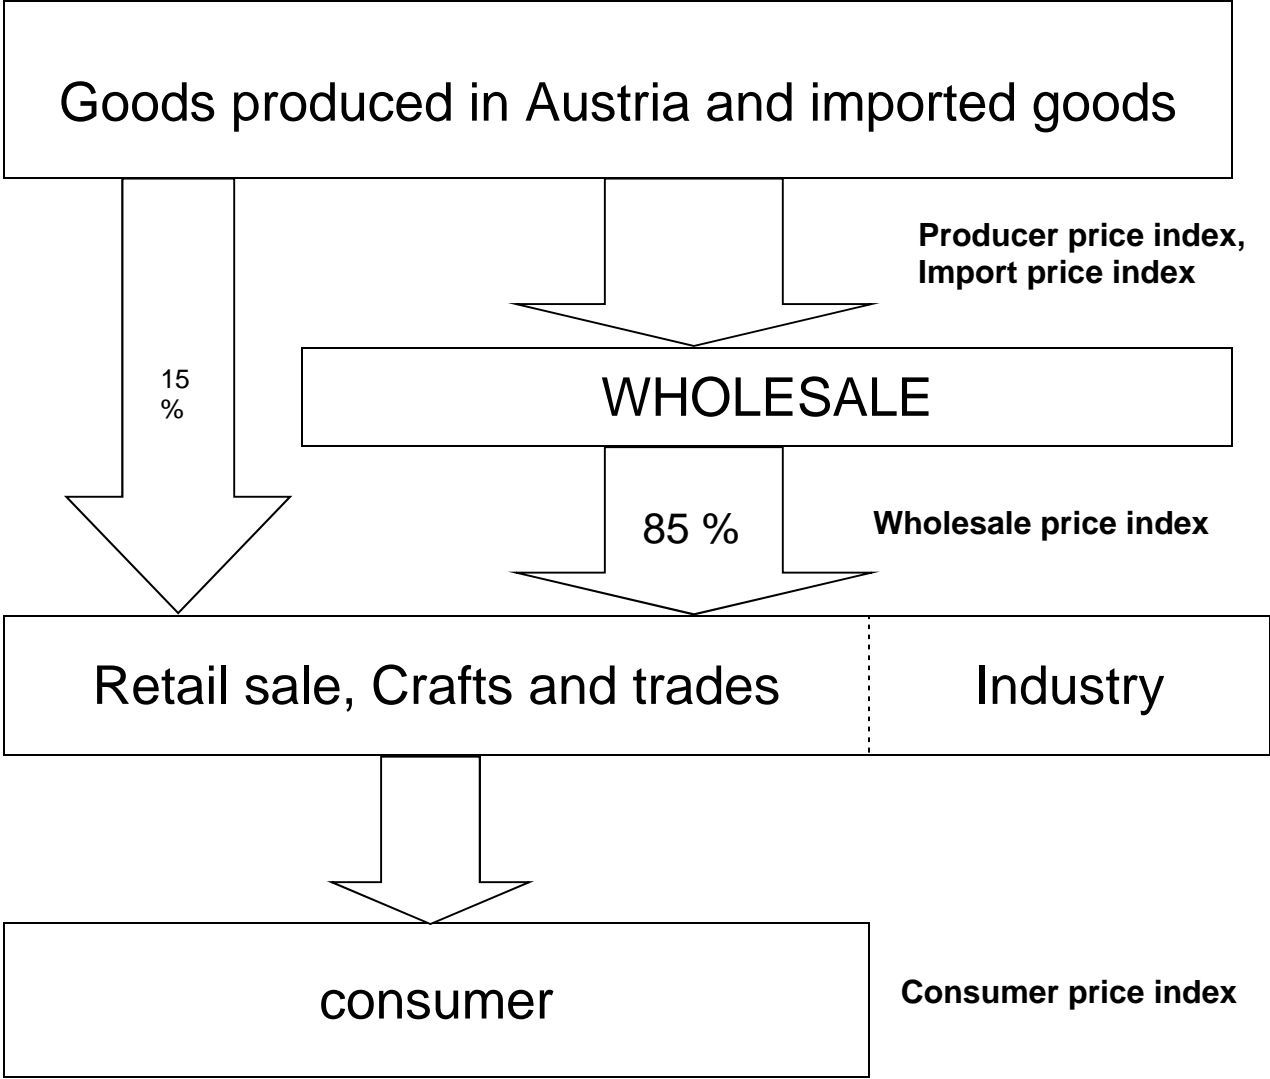 Goods produced in Austria and imported goods
Producer price index,
Import price index
15
%
WHOLESALE
85 %
Wholesale price index
Retail sale, Crafts and trades
Industry
consumer
Consumer price index